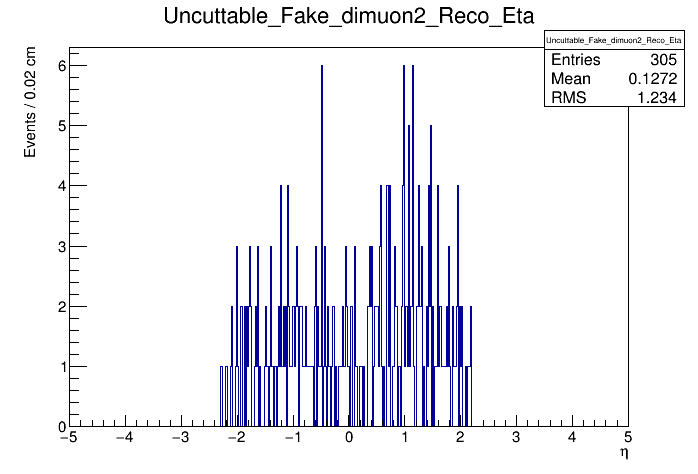 Uncuttable_Fake_dimuon2_Reco_Eta
Uncuttable_Fake_dimuon2_Reco_Eta
Entries 305
Mean 0.1272
RMS 1.234
Events / 0.02 cm
6
5
4
3
2
1
0
−5 −4 −3 −2 −1 0 1 2 3 4 5
η